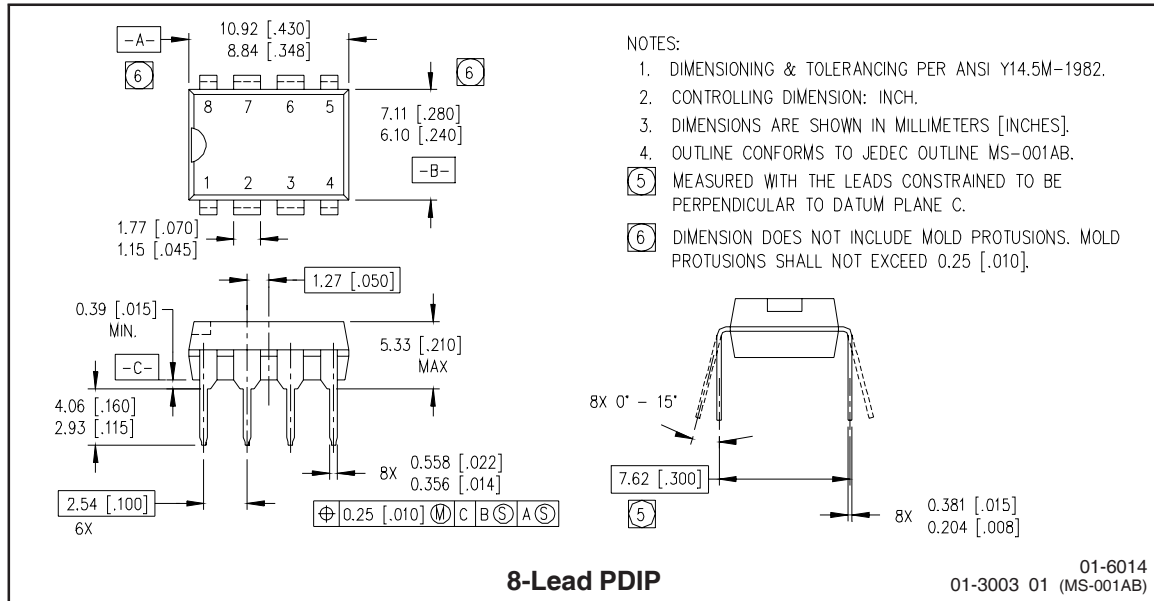 -A-
10.92 [.430]
8.84 [.348]
6
6
8 7 6 5
7.11 [.280]
6.10 [.240]
-B-
1 2 3 4
1.77 [.070]
1.15 [.045]
1.27 [.050]
0.39 [.015]
MIN.
-C-
5.33 [.210]
MAX
4.06 [.160]
2.93 [.115]
8X 0.558 [.022]
0.356 [.014]
2.54 [.100]
6X
⌖ 0.25 [.010] Ⓜ C B Ⓢ A Ⓢ
NOTES:
1. DIMENSIONING & TOLERANCING PER ANSI Y14.5M-1982.
2. CONTROLLING DIMENSION: INCH.
3. DIMENSIONS ARE SHOWN IN MILLIMETERS [INCHES].
4. OUTLINE CONFORMS TO JEDEC OUTLINE MS-001AB.
5 MEASURED WITH THE LEADS CONSTRAINED TO BE
PERPENDICULAR TO DATUM PLANE C.
6 DIMENSION DOES NOT INCLUDE MOLD PROTUSIONS. MOLD
PROTUSIONS SHALL NOT EXCEED 0.25 [.010].
8X 0° - 15°
7.62 [.300]
5
8X 0.381 [.015]
0.204 [.008]
8-Lead PDIP
01-6014
01-3003 01 (MS-001AB)